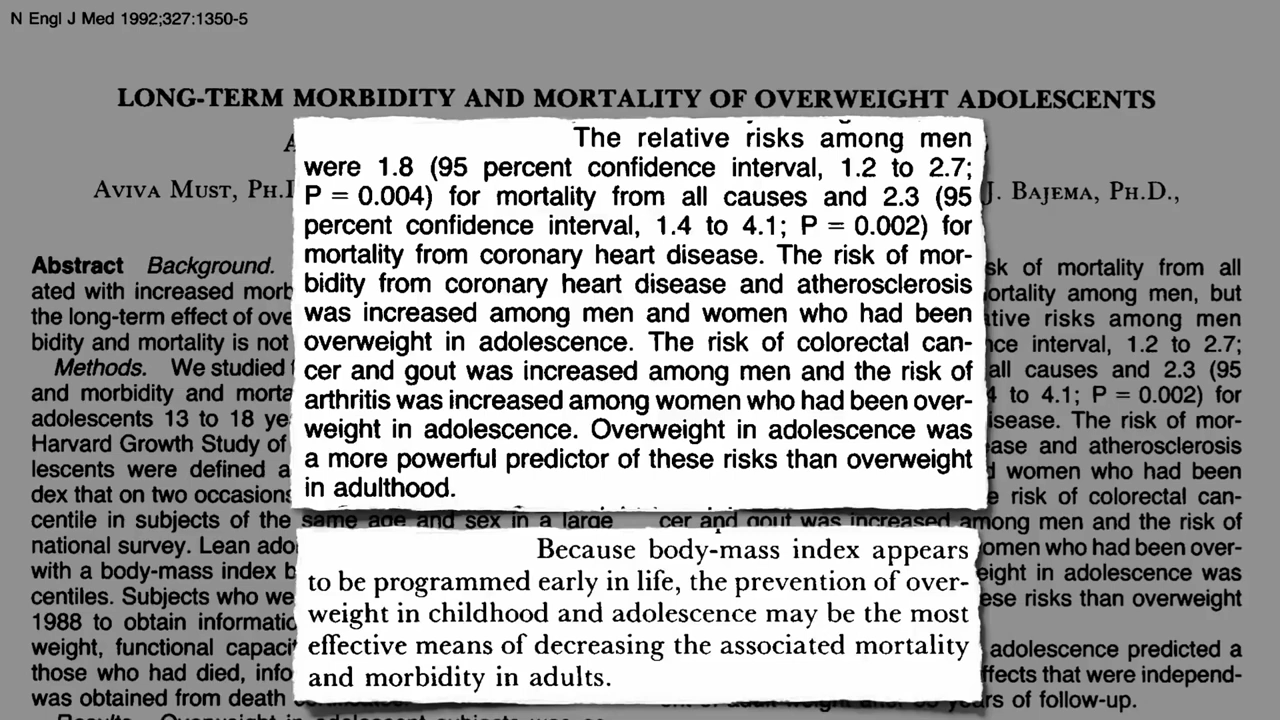 N Engl J Med 1992;327:1350-5
LONG-TERM MORBIDITY AND MORTALITY OF OVERWEIGHT ADOLESCENTS
A
AVIVA MUST, PH.D
J. BAJEMA, PH.D.,
The relative risks among men
were 1.8 (95 percent confidence interval, 1.2 to 2.7;
P = 0.004) for mortality from all causes and 2.3 (95
percent confidence interval, 1.4 to 4.1; P = 0.002) for
mortality from coronary heart disease. The risk of mor-
bidity from coronary heart disease and atherosclerosis
was increased among men and women who had been
overweight in adolescence. The risk of colorectal can-
cer and gout was increased among men and the risk of
arthritis was increased among women who had been over-
weight in adolescence. Overweight in adolescence was
a more powerful predictor of these risks than overweight
in adulthood.
Because body-mass index appears
to be programmed early in life, the prevention of over-
weight in childhood and adolescence may be the most
effective means of decreasing the associated mortality
and morbidity in adults.
Abstract Background.
ated with increased morb
the long-term effect of ove
bidity and mortality is not
Methods. We studied
and morbidity and morta
adolescents 13 to 18 ye
Harvard Growth Study of
lescents were defined a
dex that on two occasions
centile in subjects of the same age and sex in a large
national survey. Lean ado
with a body-mass index b
centiles. Subjects who we
1988 to obtain informatio
weight, functional capaci
those who had died, info
was obtained from death
Results. Overweight in adolescent subjects was
sk of mortality from all
ortality among men, but
tive risks among men
nce interval, 1.2 to 2.7;
all causes and 2.3 (95
4 to 4.1; P = 0.002) for
isease. The risk of mor-
ase and atherosclerosis
d women who had been
e risk of colorectal can-
cer and gout was increased among men and the risk of
omen who had been over-
eight in adolescence was
ese risks than overweight
adolescence predicted a
ffects that were independ-
rs of follow-up.